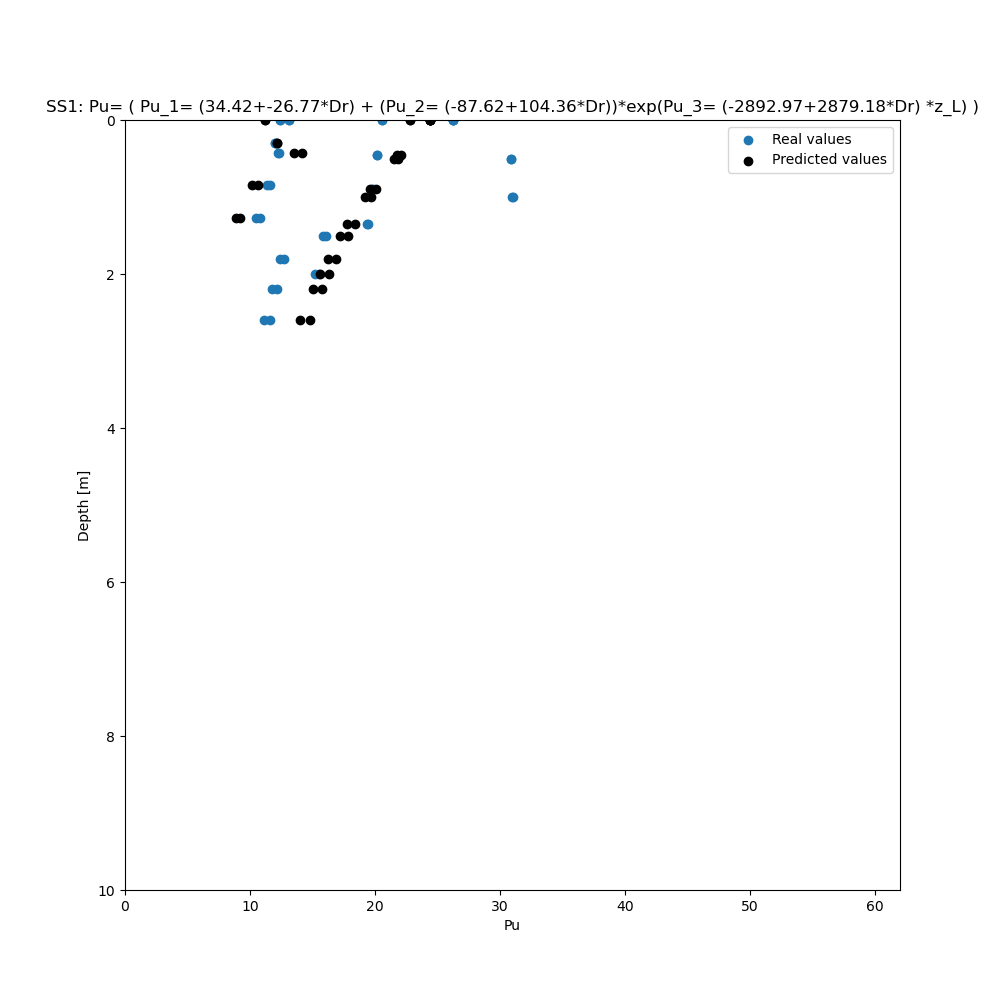 SS1: Pu= ( Pu_1= (34.42+-26.77*Dr) + (Pu_2= (-87.62+104.36*Dr))*exp(Pu_3= (-2892.97+2879.18*Dr) *z_L) )
Real values
Predicted values
0
2
4
6
8
10
Depth [m]
0 10 20 30 40 50 60
Pu